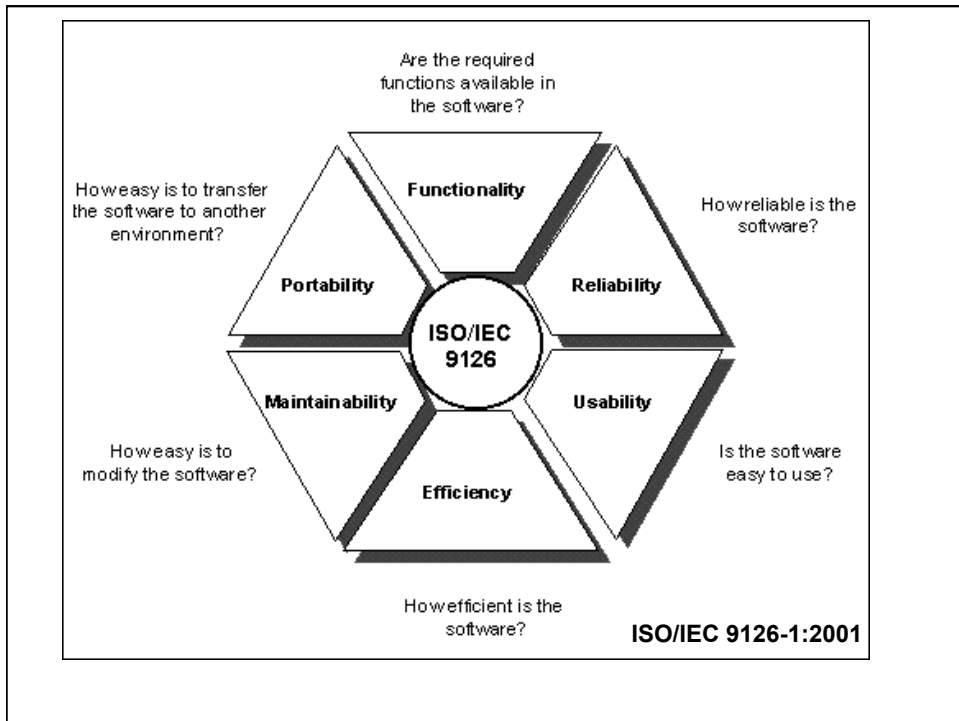 Are the required
functions available in
the software?
Functionality
How easy is to transfer
the software to another
environment?
How reliable is the
software?
Portability
Reliability
ISO/IEC
9126
Maintainability
Usability
How easy is to
modify the software?
Is the software
easy to use?
Efficiency
How efficient is the
software?
ISO/IEC 9126-1:2001